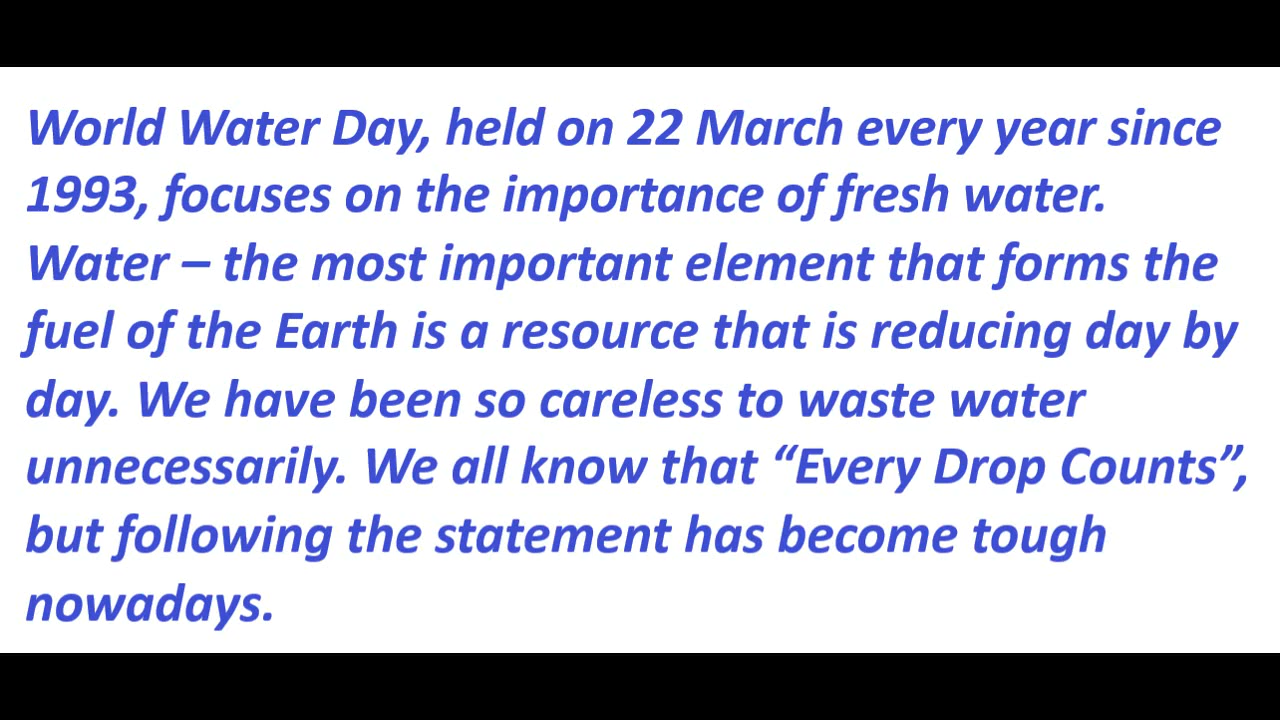 World Water Day, held on 22 March every year since
1993, focuses on the importance of fresh water.
Water – the most important element that forms the
fuel of the Earth is a resource that is reducing day by
day. We have been so careless to waste water
unnecessarily. We all know that “Every Drop Counts”,
but following the statement has become tough
nowadays.